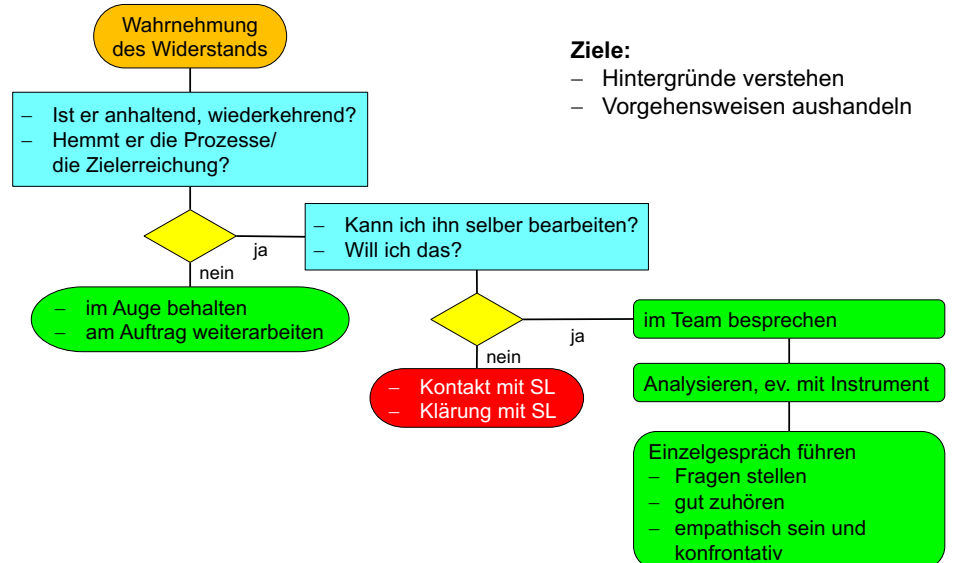 Wahrnehmung
des Widerstands
Ziele:
– Hintergründe verstehen
– Vorgehensweisen aushandeln
– Ist er anhaltend, wiederkehrend?
– Hemmt er die Prozesse/
die Zielerreichung?
ja
nein
– Kann ich ihn selber bearbeiten?
– Will ich das?
– im Auge behalten
– am Auftrag weiterarbeiten
ja
nein
im Team besprechen
– Kontakt mit SL
– Klärung mit SL
Analysieren, ev. mit Instrument
Einzelgespräch führen
– Fragen stellen
– gut zuhören
– empathisch sein und
konfrontativ